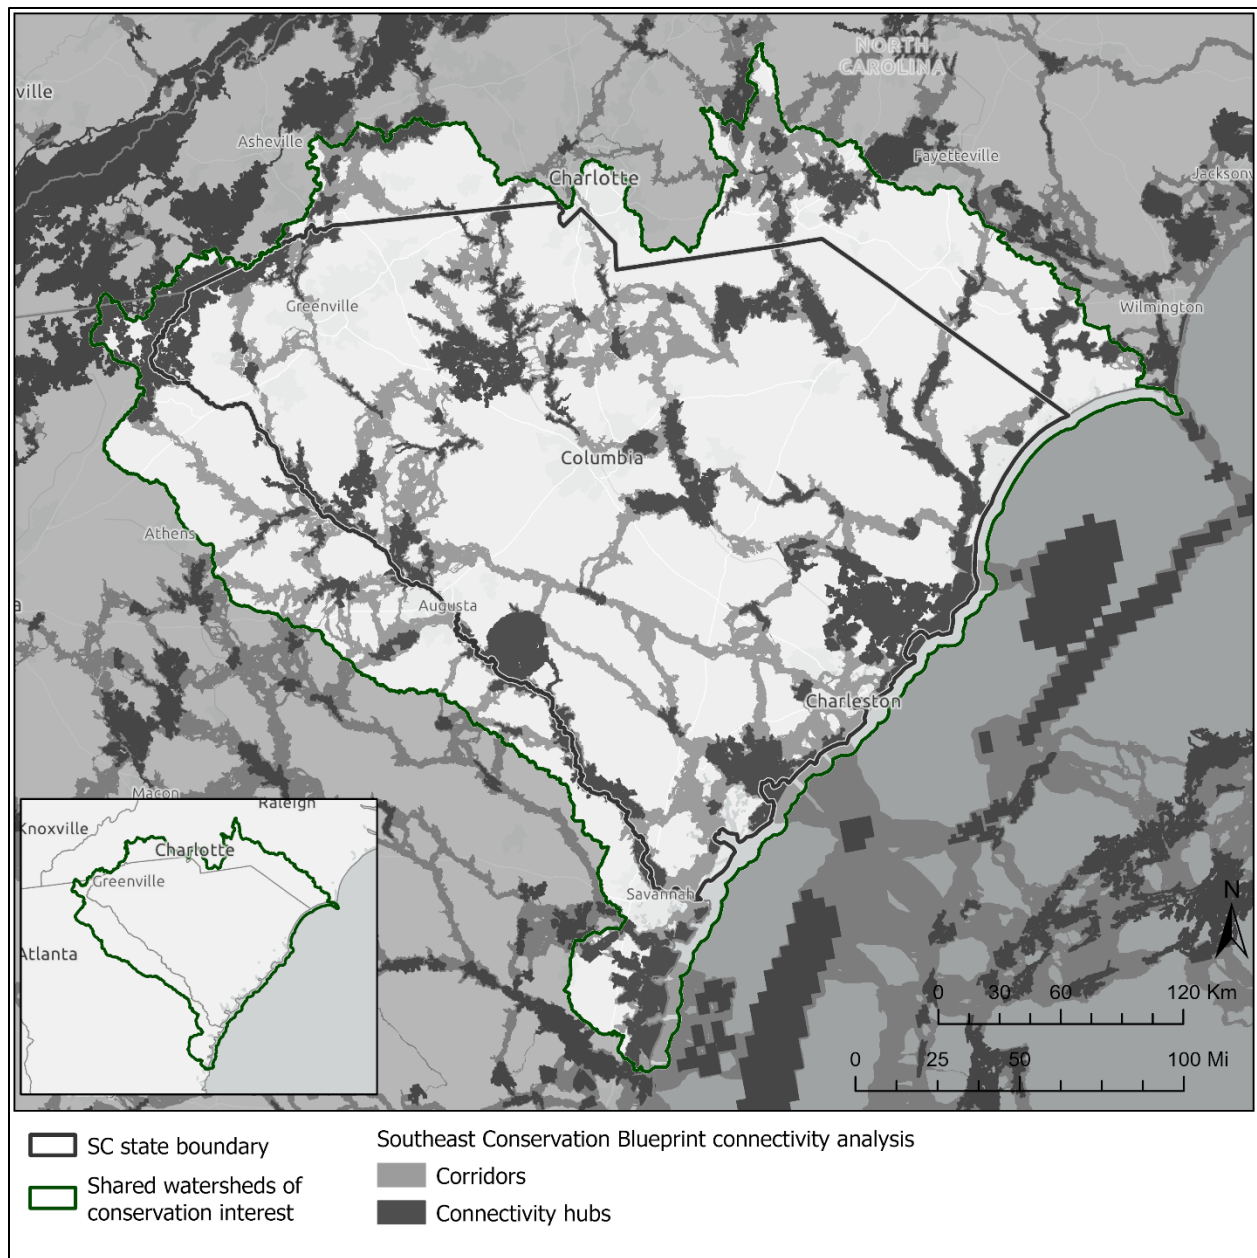 NORTH
CAROLINA
ville
Asheville
Charlotte
Fayetteville
Jacksonv
Greenville
Wilmington
Columbia
Athens
a
Augusta
Charleston
Macon
Savannah
Raleigh
Knoxville
Charlotte
Greenville
Atlanta
N
0 30 60 120 Km
0 25 50 100 Mi
SC state boundary
Shared watersheds of
conservation interest
Southeast Conservation Blueprint connectivity analysis
Corridors
Connectivity hubs